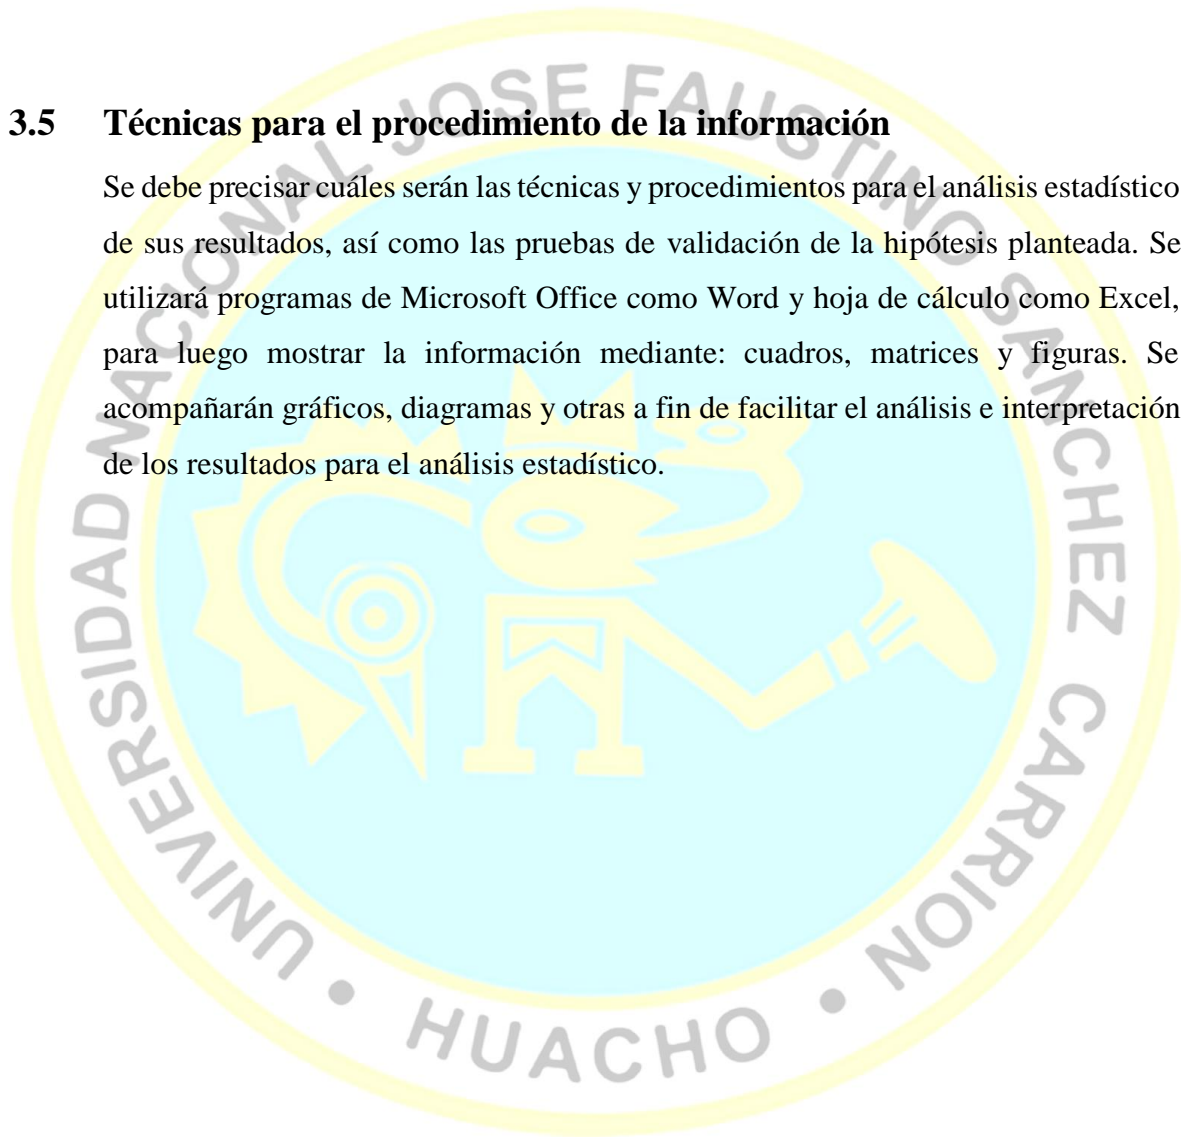 3.5 Técnicas para el procedimiento de la información
Se debe precisar cuáles serán las técnicas y procedimientos para el análisis estadístico
de sus resultados, así como las pruebas de validación de la hipótesis planteada. Se
utilizará programas de Microsoft Office como Word y hoja de cálculo como Excel,
para luego mostrar la información mediante: cuadros, matrices y figuras. Se
acompañarán gráficos, diagramas y otras a fin de facilitar el análisis e interpretación
de los resultados para el análisis estadístico.
UNIVERSIDAD NACIONAL JOSE FAUSTINO SANCHEZ CARRION
• HUACHO •